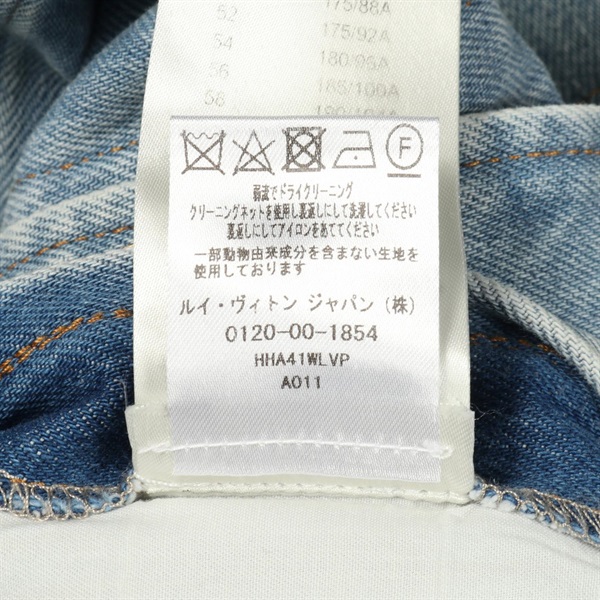 52 175/88A
54 175/92A
56 180/96A
58 185/100A
190/104A
F
弱流でドライクリーニング
クリーニングネットを使用し裏返しにして洗濯してください
裏返しにしてアイロンをあててください
一部動物由来成分を含まない生地を
使用しております
ルイ・ヴィトン ジャパン (株)
0120-00-1854
HHA41WLVP
A011